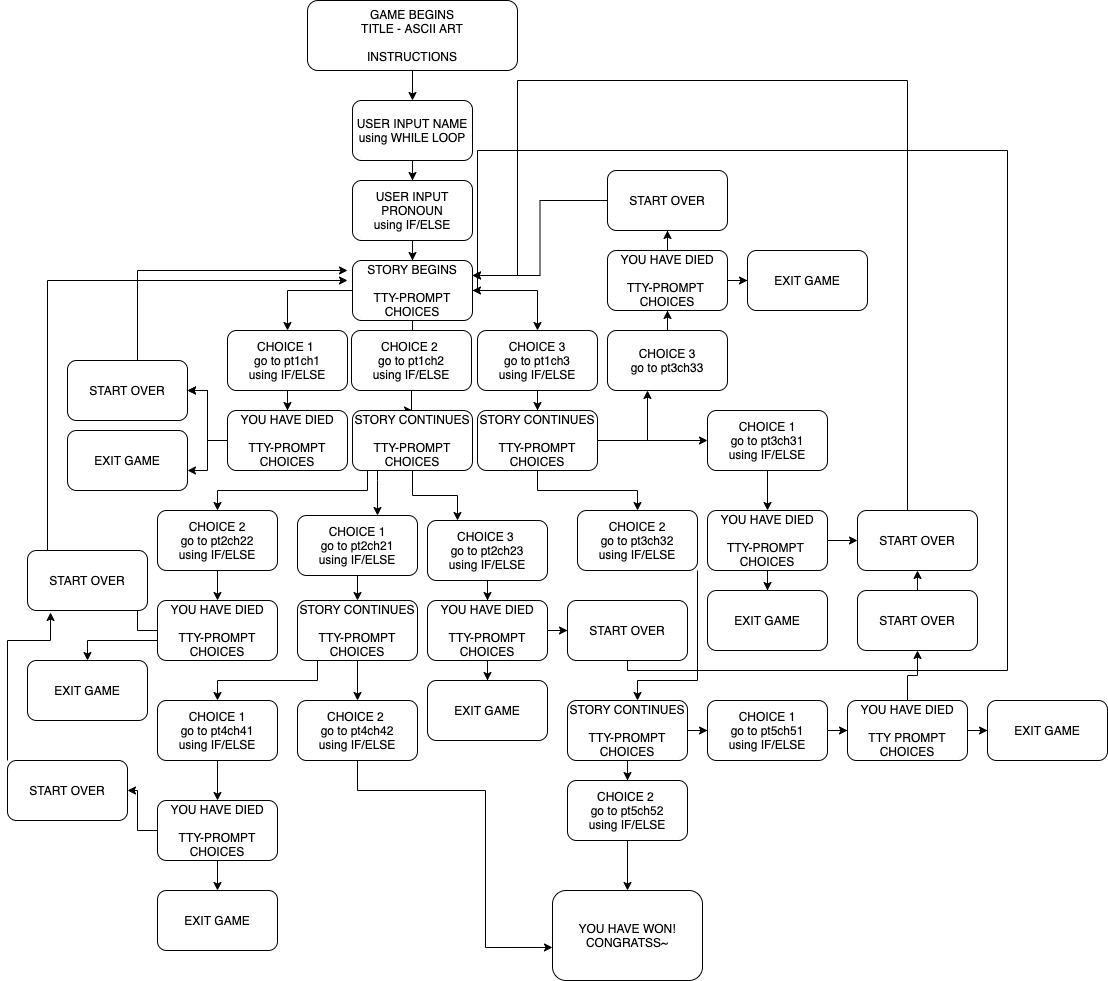 GAME BEGINS
TITLE - ASCII ART
INSTRUCTIONS
USER INPUT NAME
using WHILE LOOP
USER INPUT
PRONOUN
using IF/ELSE
START OVER
STORY BEGINS
TTY-PROMPT
CHOICES
YOU HAVE DIED
TTY-PROMPT
CHOICES
EXIT GAME
CHOICE 1
go to pt1ch1
using IF/ELSE
CHOICE 2
go to pt1ch2
using IF/ELSE
CHOICE 3
go to pt1ch3
using IF/ELSE
CHOICE 3
go to pt3ch33
START OVER
EXIT GAME
YOU HAVE DIED
TTY-PROMPT
CHOICES
STORY CONTINUES
TTY-PROMPT
CHOICES
STORY CONTINUES
TTY-PROMPT
CHOICES
CHOICE 1
go to pt3ch31
using IF/ELSE
CHOICE 2
go to pt2ch22
using IF/ELSE
CHOICE 1
go to pt2ch21
using IF/ELSE
CHOICE 3
go to pt2ch23
using IF/ELSE
CHOICE 2
go to pt3ch32
using IF/ELSE
YOU HAVE DIED
TTY-PROMPT
CHOICES
START OVER
START OVER
YOU HAVE DIED
TTY-PROMPT
CHOICES
STORY CONTINUES
TTY-PROMPT
CHOICES
YOU HAVE DIED
TTY-PROMPT
CHOICES
START OVER
EXIT GAME
START OVER
EXIT GAME
EXIT GAME
CHOICE 1
go to pt4ch41
using IF/ELSE
CHOICE 2
go to pt4ch42
using IF/ELSE
STORY CONTINUES
TTY-PROMPT
CHOICES
CHOICE 1
go to pt5ch51
using IF/ELSE
YOU HAVE DIED
TTY PROMPT
CHOICES
EXIT GAME
START OVER
YOU HAVE DIED
TTY-PROMPT
CHOICES
CHOICE 2
go to pt5ch52
using IF/ELSE
EXIT GAME
YOU HAVE WON!
CONGRATSS~